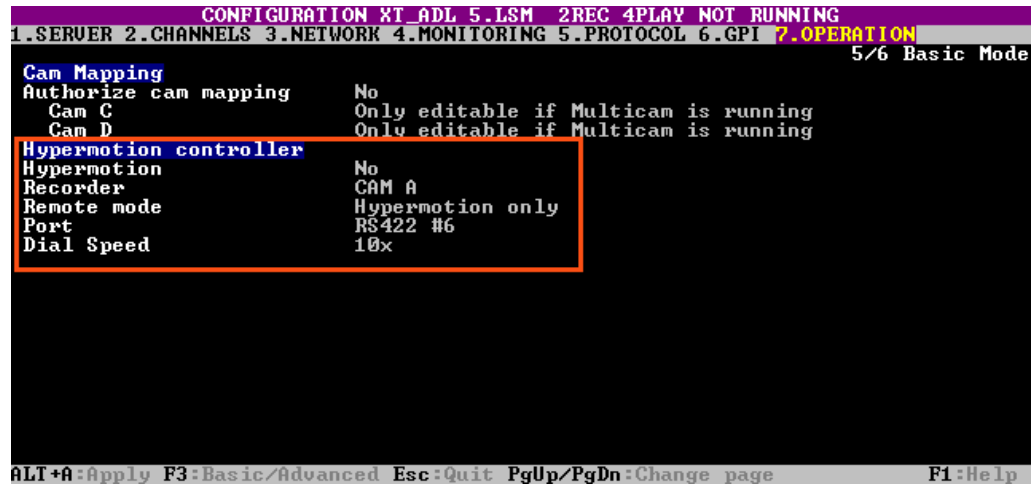 CONFIGURATION XT_ADL 5.LSM 2REC 4PLAY NOT RUNNING
1.SERVER 2.CHANNELS 3.NETWORK 4.MONITORING 5.PROTOCOL 6.GPI 7.OPERATION
5/6 Basic Mode
Cam Mapping
Authorize cam mapping No
Cam C Only editable if Multicam is running
Cam D Only editable if Multicam is running
Hypermotion controller
Hypermotion No
Recorder CAM A
Remote mode Hypermotion only
Port RS422 #6
Dial Speed 10x
ALT+A:Apply F3:Basic/Advanced Esc:Quit PgUp/PgDn:Change page F1:Help